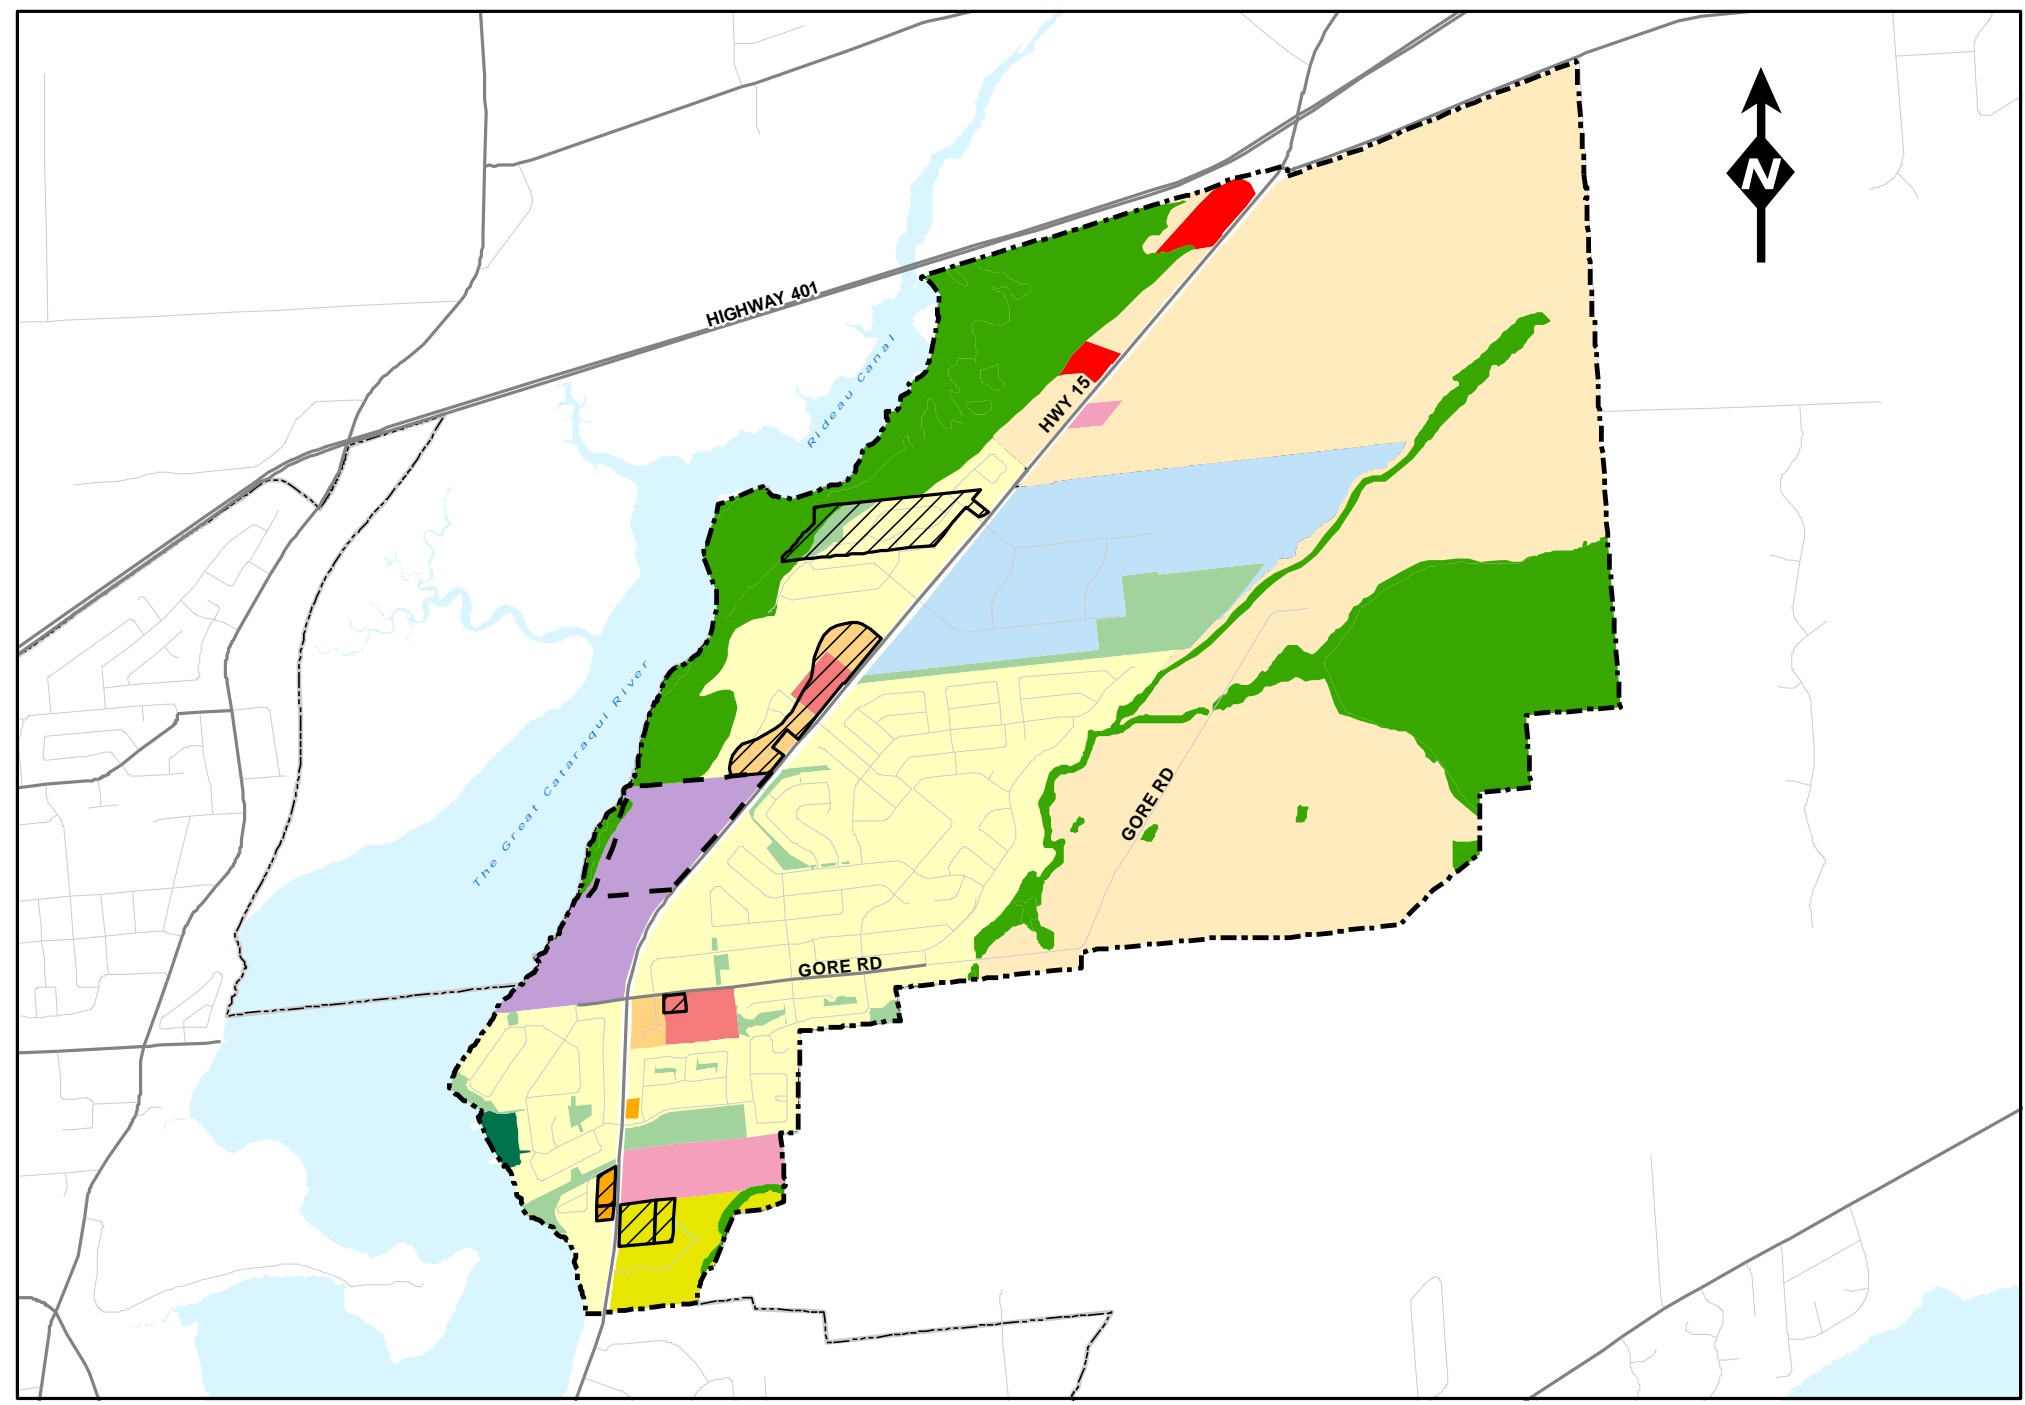 N
HIGHWAY 401
Rideau Canal
HWY 15
The Great Cataraqui River
GORE RD
GORE RD